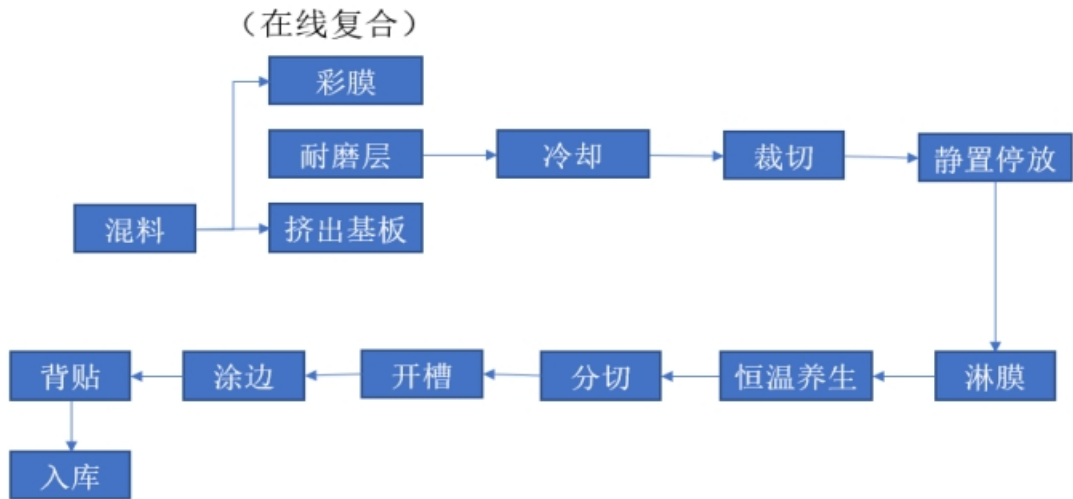 （在线复合）
彩膜
耐磨层
冷却
裁切
静置停放
混料
挤出基板
背贴
涂边
开槽
分切
恒温养生
淋膜
入库